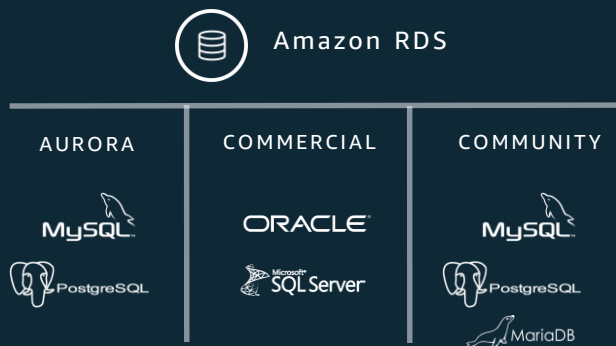 Amazon RDS
AURORA
MySQL
PostgreSQL
COMMERCIAL
ORACLE
Microsoft
SQL Server
COMMUNITY
MySQL
PostgreSQL
MariaDB